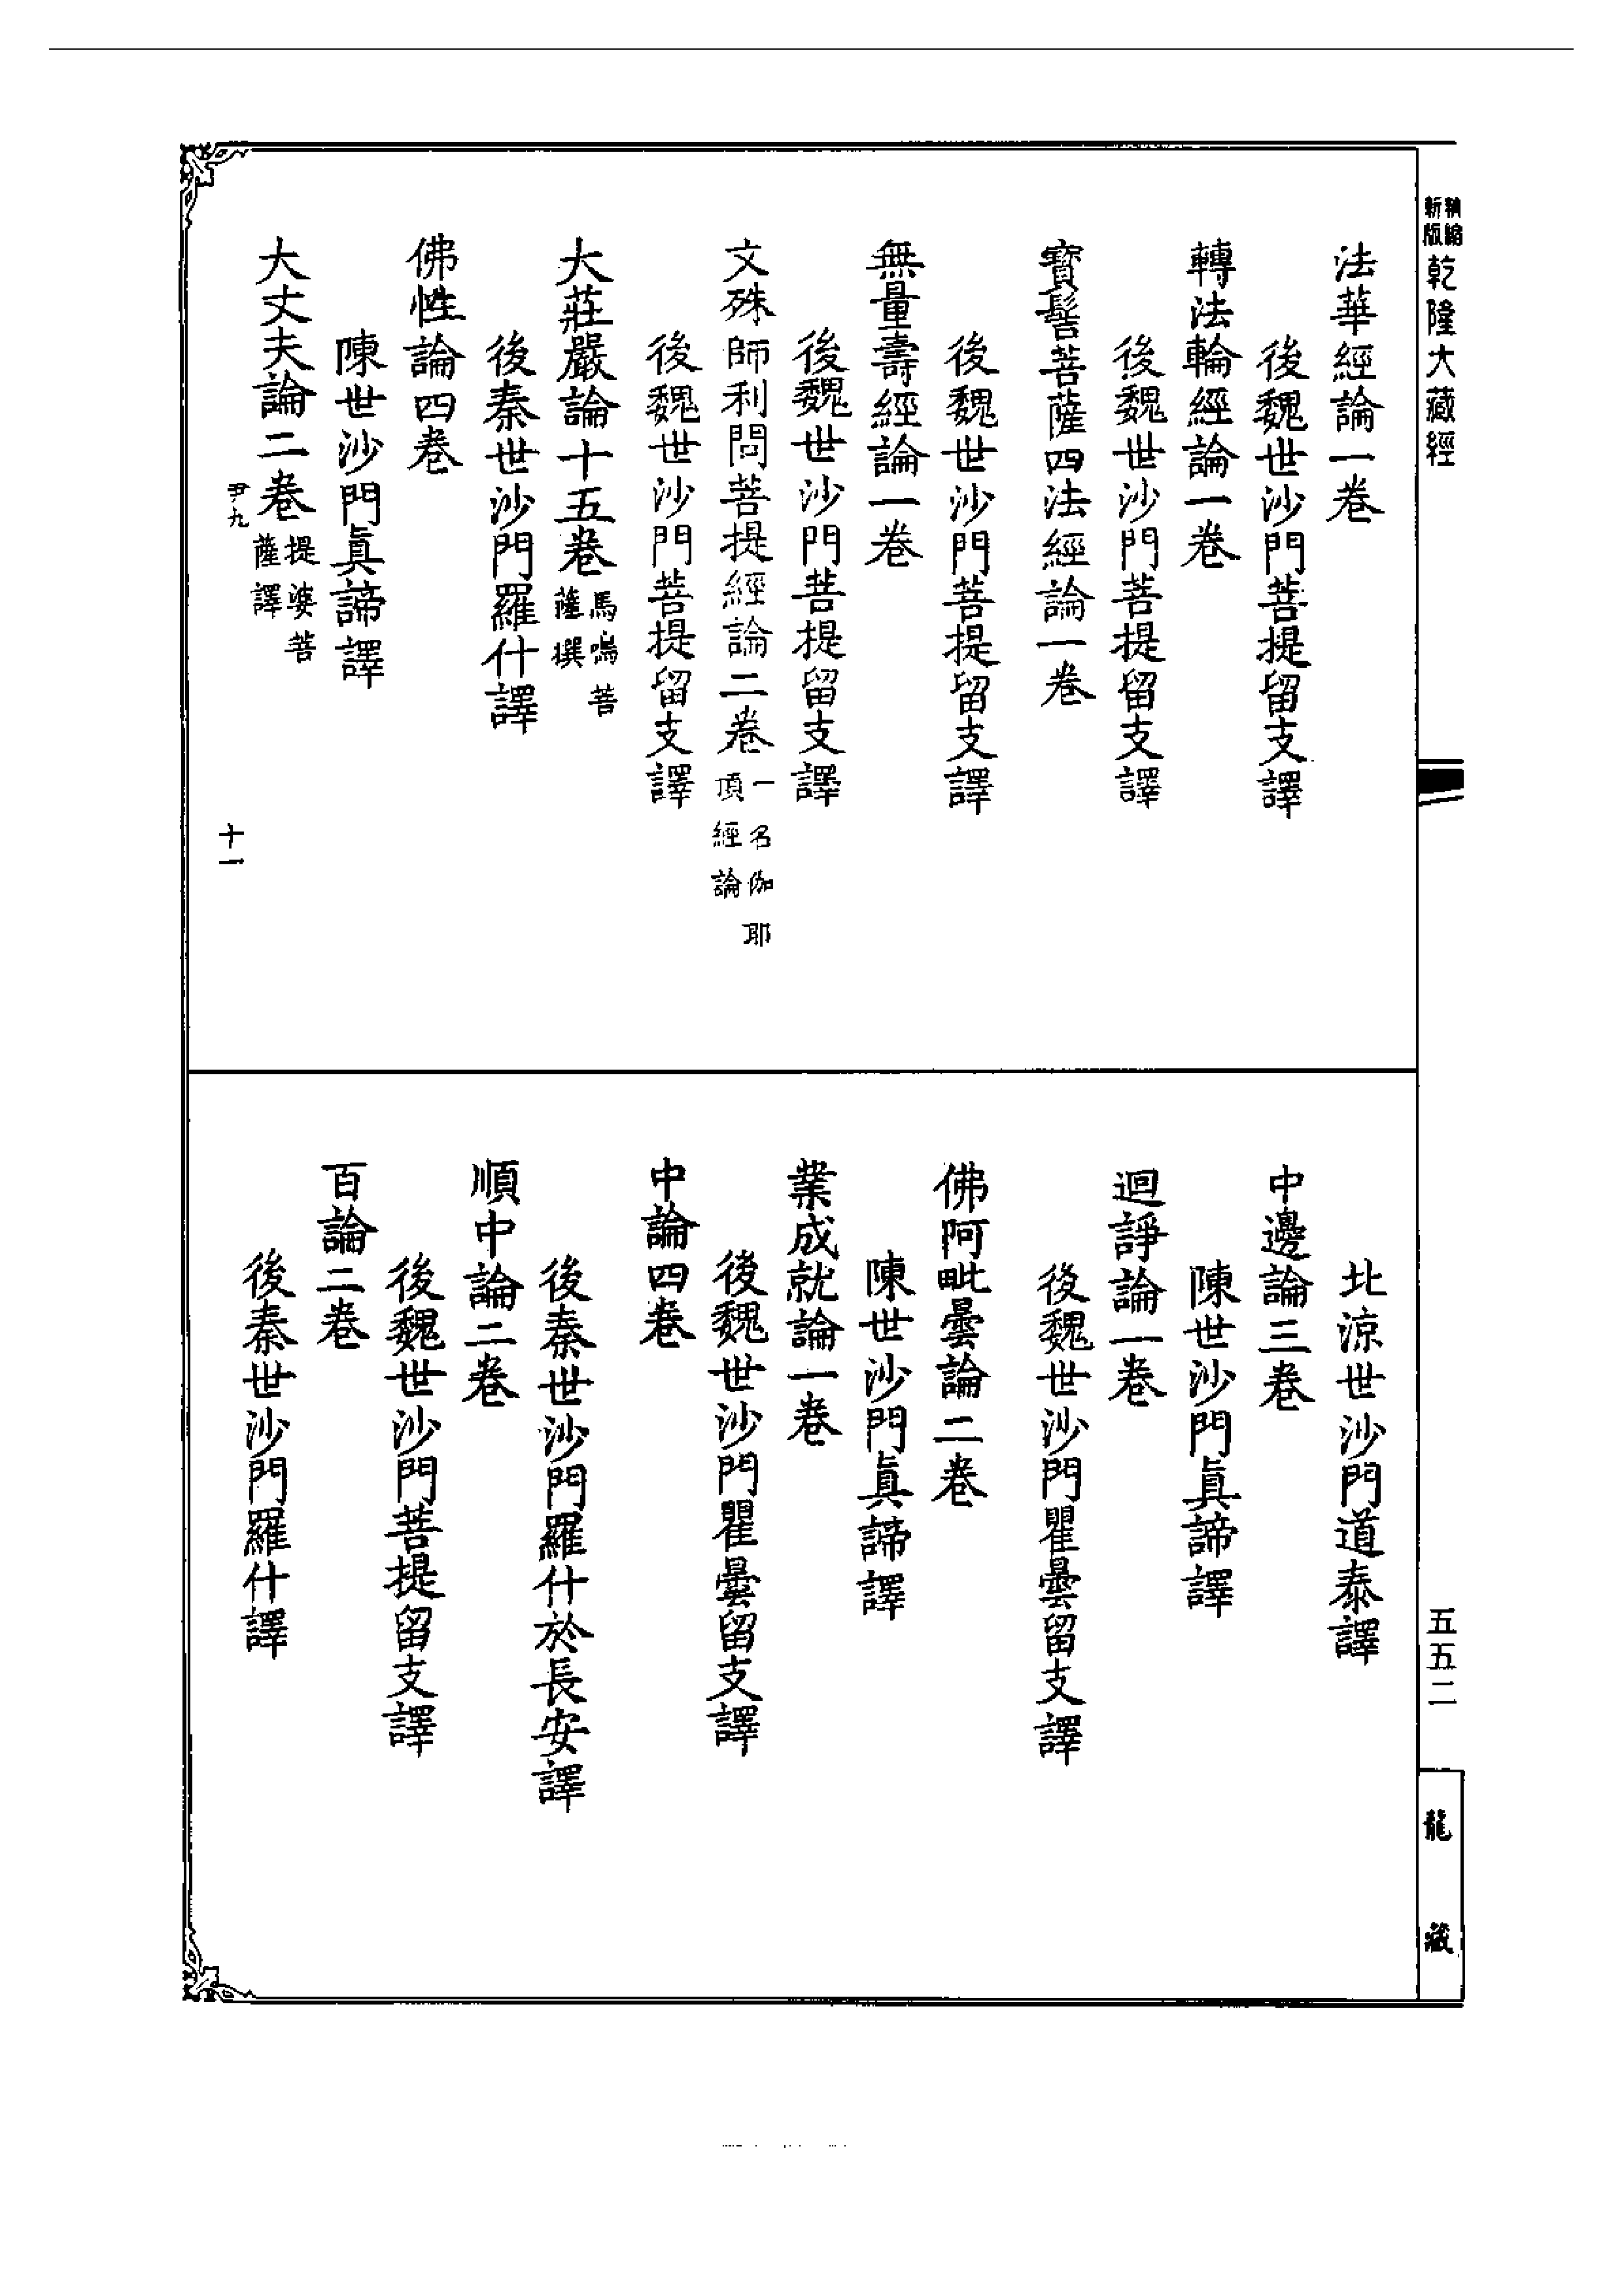 精縮
新版
乾隆大藏經
法華經論一卷
後魏世沙門菩提留支譯
轉法輪經論一卷
後魏世沙門菩提留支譯
寶髻菩薩四法經論一卷
後魏世沙門菩提留支譯
無量壽經論一卷
後魏世沙門菩提留支譯
文殊師利問菩提經論二卷
一名伽耶
頂經論
後魏世沙門菩提留支譯
大莊嚴論十五卷
馬鳴菩
薩撰
後秦世沙門羅什譯
佛性論四卷
陳世沙門真諦譯
大丈夫論二卷
提婆菩
薩譯
尹九
十一
北涼世沙門道泰譯
中邊論三卷
陳世沙門真諦譯
迴諍論一卷
後魏世沙門瞿曇留支譯
佛阿毗曇論二卷
陳世沙門真諦譯
業成就論一卷
後魏世沙門瞿曇留支譯
中論四卷
後秦世沙門羅什於長安譯
順中論二卷
後魏世沙門菩提留支譯
百論二卷
後秦世沙門羅什譯
五五二
龍藏